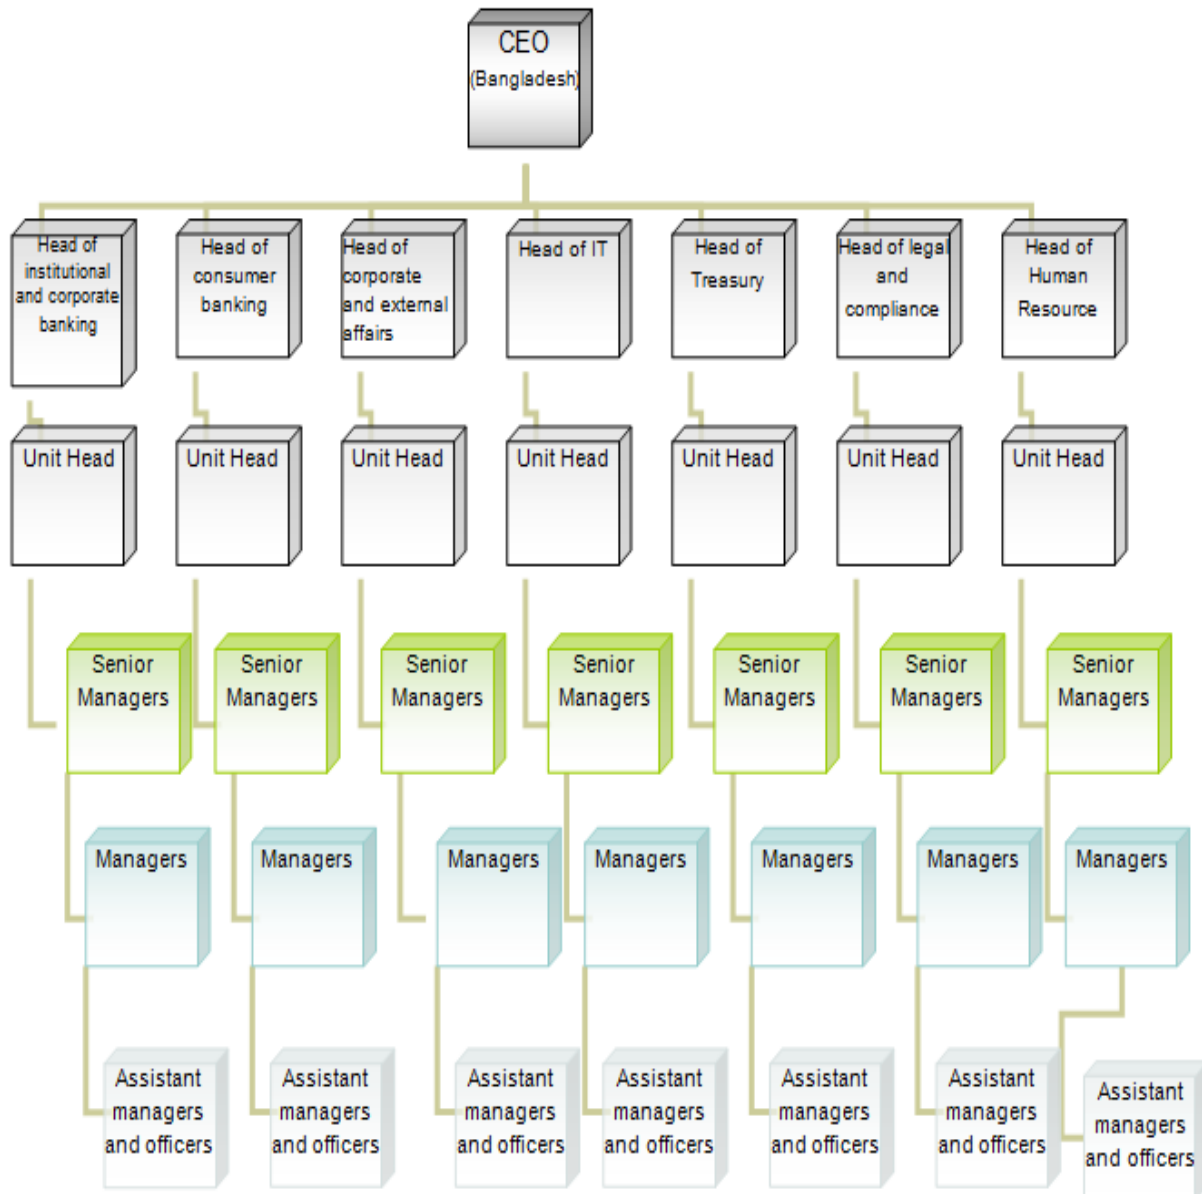 CEO
(Bangladesh)
Head of
institutional
and corporate
banking
Head of
consumer
banking
Head of
corporate
and external
affairs
Head of IT
Head of
Treasury
Head of legal
and
compliance
Head of
Human
Resource
Unit Head
Unit Head
Unit Head
Unit Head
Unit Head
Unit Head
Unit Head
Senior
Managers
Senior
Managers
Senior
Managers
Senior
Managers
Senior
Managers
Senior
Managers
Senior
Managers
Managers
Managers
Managers
Managers
Managers
Managers
Managers
Assistant
managers
and officers
Assistant
managers
and officers
Assistant
managers
and officers
Assistant
managers
and officers
Assistant
managers
and officers
Assistant
managers
and officers
Assistant
managers
and officers